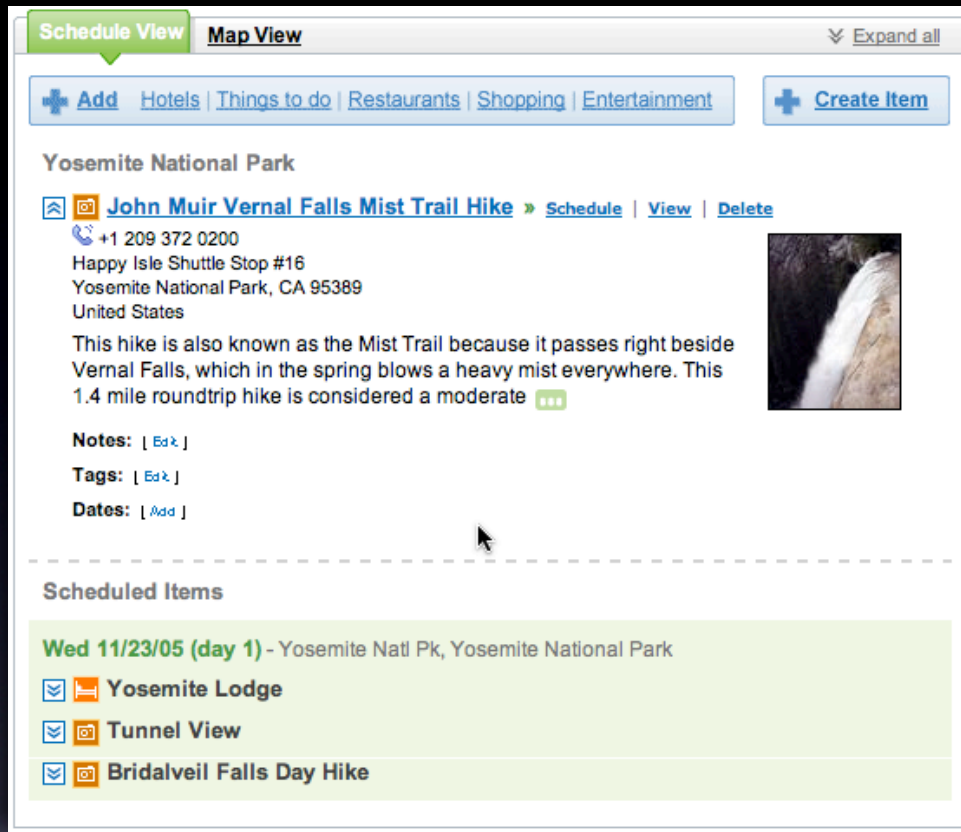 Schedule View Map View Expand all
Add Hotels | Things to do | Restaurants | Shopping | Entertainment Create Item
Yosemite National Park
John Muir Vernal Falls Mist Trail Hike » Schedule | View | Delete
+1 209 372 0200
Happy Isle Shuttle Stop #16
Yosemite National Park, CA 95389
United States
This hike is also known as the Mist Trail because it passes right beside
Vernal Falls, which in the spring blows a heavy mist everywhere. This
1.4 mile roundtrip hike is considered a moderate
Notes: [ Edit ]
Tags: [ Edit ]
Dates: [ Add ]
Scheduled Items
Wed 11/23/05 (day 1) - Yosemite Natl Pk, Yosemite National Park
Yosemite Lodge
Tunnel View
Bridalveil Falls Day Hike